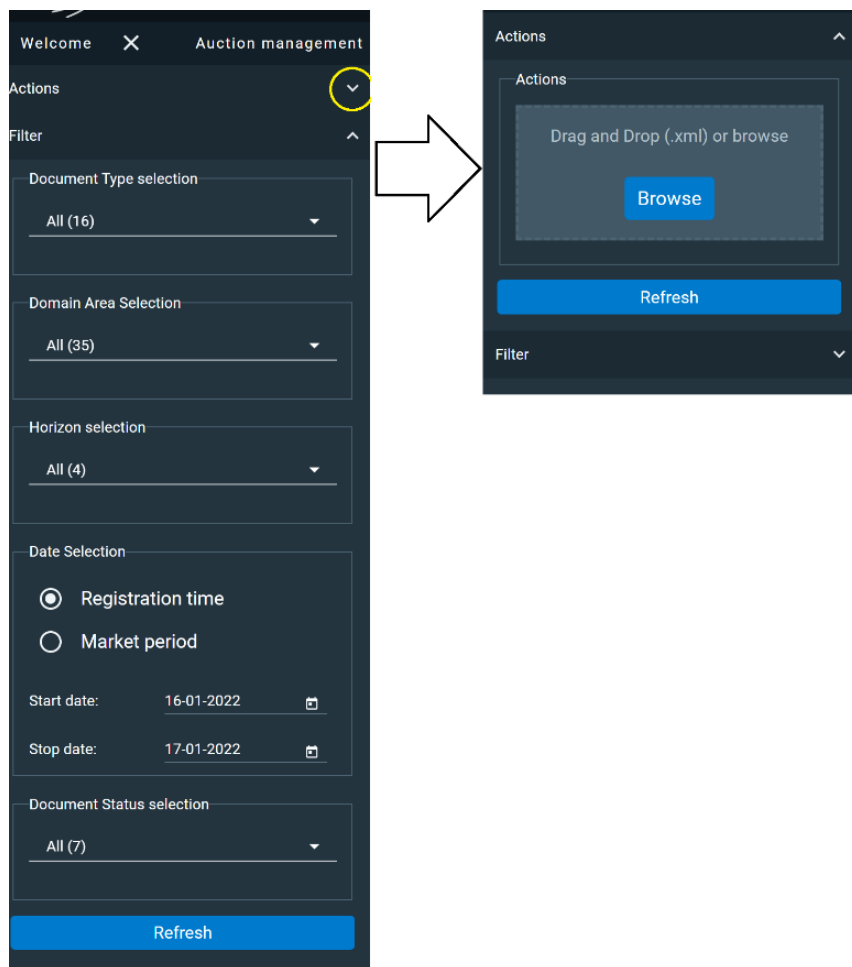 Welcome
Auction management
Actions
Filter
Document Type selection
All (16)
Domain Area Selection
All (35)
Horizon selection
All (4)
Date Selection
Registration time
Market period
Start date: 16-01-2022
Stop date: 17-01-2022
Document Status selection
All (7)
Refresh
Actions
Actions
Drag and Drop (.xml) or browse
Browse
Refresh
Filter